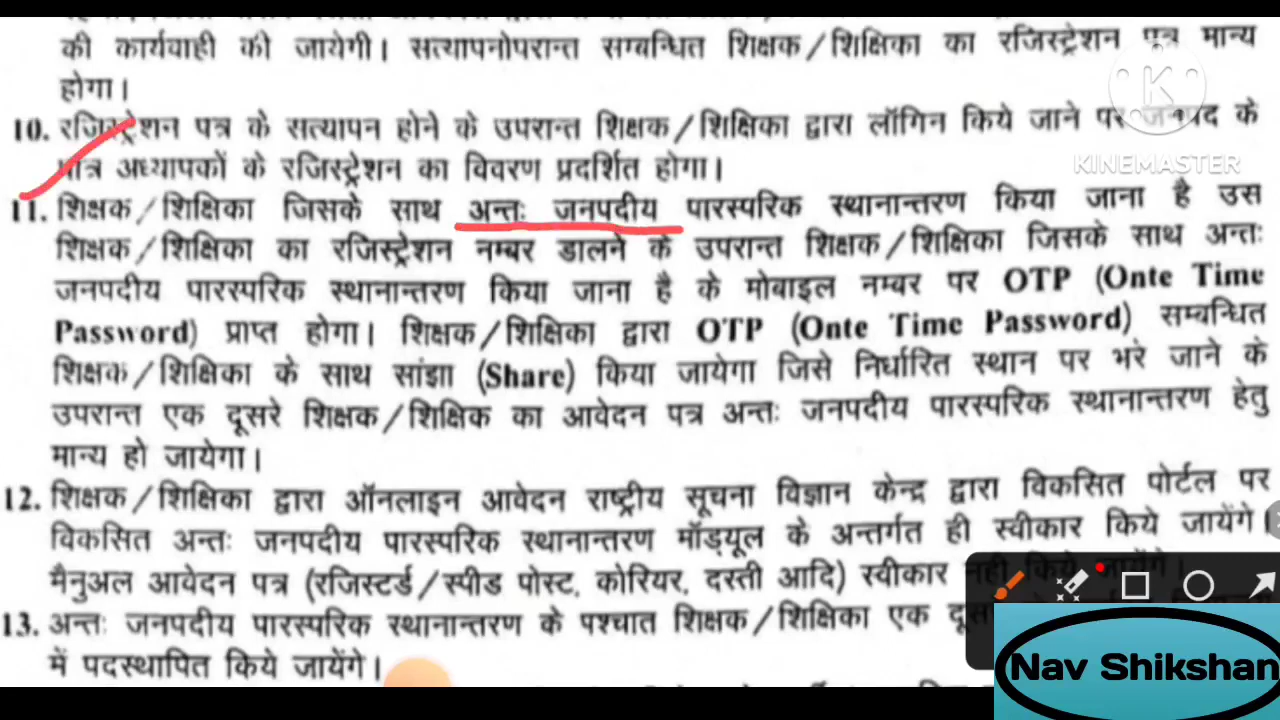 की कार्यवाही की जायेगी। सत्यापनोपरान्त सम्बन्धित शिक्षक/शिक्षिका का रजिस्ट्रेशन पत्र मान्य
होगा।
10. रजिस्ट्रेशन पत्र के सत्यापन होने के उपरान्त शिक्षक/शिक्षिका द्वारा लॉगिन किये जाने पर जनपद के
पात्र अध्यापकों के रजिस्ट्रेशन का विवरण प्रदर्शित होगा।
KINEMASTER
11. शिक्षक/शिक्षिका जिसके साथ अन्तः जनपदीय पारस्परिक स्थानान्तरण किया जाना है उस
शिक्षक/शिक्षिका का रजिस्ट्रेशन नम्बर डालने के उपरान्त शिक्षक/शिक्षिका जिसके साथ अन्तः
जनपदीय पारस्परिक स्थानान्तरण किया जाना है के मोबाइल नम्बर पर OTP (Onte Time
Password) प्राप्त होगा। शिक्षक/शिक्षिका द्वारा OTP (Onte Time Password) सम्बन्धित
शिक्षक/शिक्षिका के साथ सांझा (Share) किया जायेगा जिसे निर्धारित स्थान पर भरे जाने के
उपरान्त एक दूसरे शिक्षक/शिक्षिक का आवेदन पत्र अन्तः जनपदीय पारस्परिक स्थानान्तरण हेतु
मान्य हो जायेगा।
12. शिक्षक/शिक्षिका द्वारा ऑनलाइन आवेदन राष्ट्रीय सूचना विज्ञान केन्द्र द्वारा विकसित पोर्टल पर
विकसित अन्तः जनपदीय पारस्परिक स्थानान्तरण मॉड्यूल के अन्तर्गत ही स्वीकार किये जायेंगे।
मैनुअल आवेदन पत्र (रजिस्टर्ड/स्पीड पोस्ट, कोरियर, दस्ती आदि) स्वीकार नही किये जायेंगे।
13. अन्तः जनपदीय पारस्परिक स्थानान्तरण के पश्चात शिक्षक/शिक्षिका एक
में पदस्थापित किये जायेंगे।
Nav Shikshan